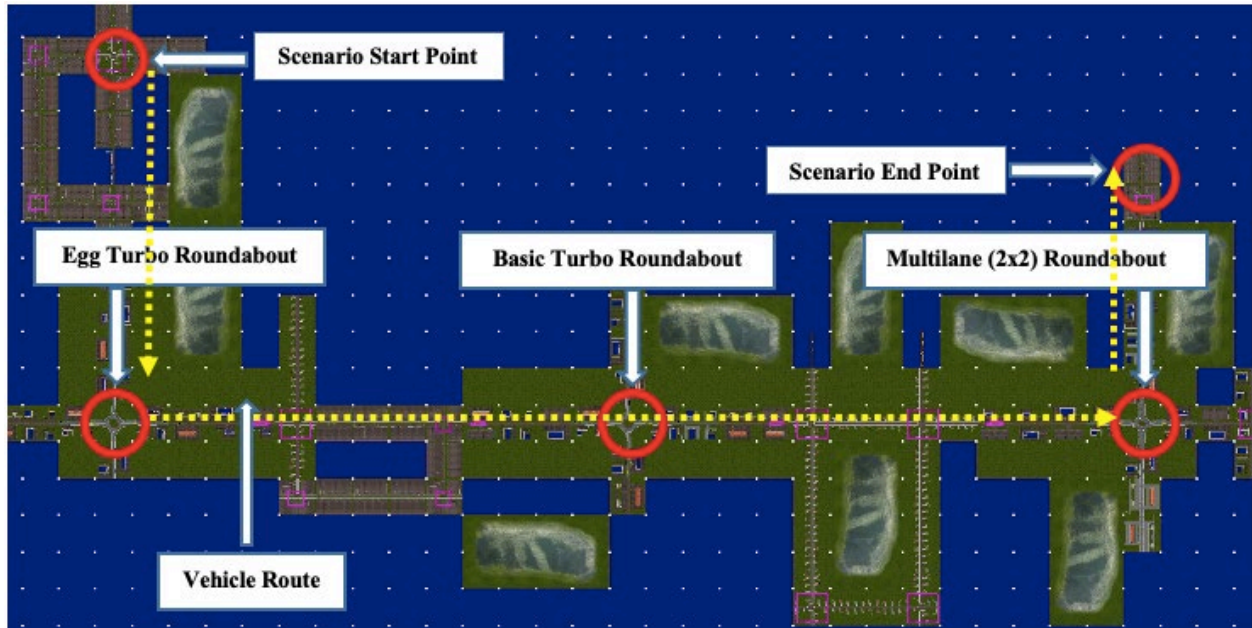 Scenario Start Point
Scenario End Point
Egg Turbo Roundabout
Basic Turbo Roundabout
Multilane (2x2) Roundabout
Vehicle Route